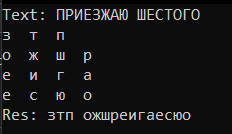 Text: ПРИЕЗЖАЮ ШЕСТОГО
з т п
о ж ш р
е и г а
е с ю о
Res: зтп ожшреигаесюо